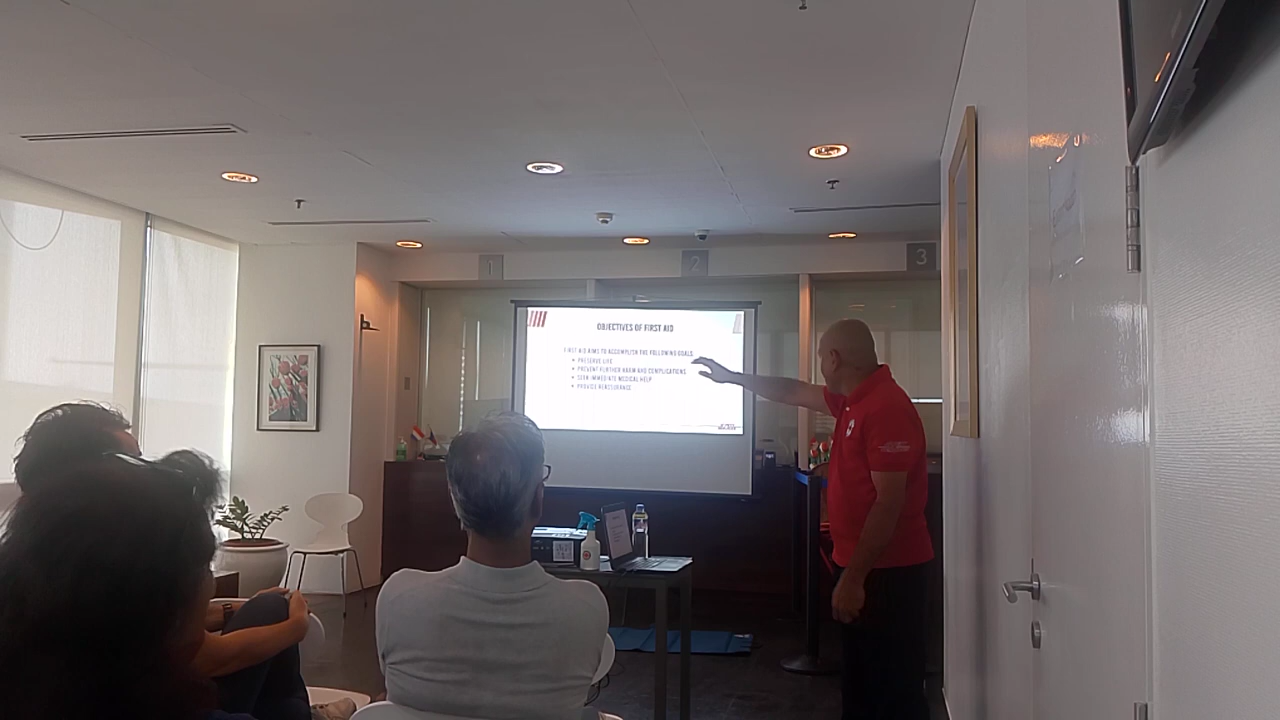 1
2
3
OBJECTIVES OF FIRST AID
FIRST AID AIMS TO ACCOMPLISH THE FOLLOWING GOALS
• PRESERVE LIFE
• PREVENT FURTHER HARM AND COMPLICATIONS
• SEEK IMMEDIATE MEDICAL HELP
• PROVIDE REASSURANCE